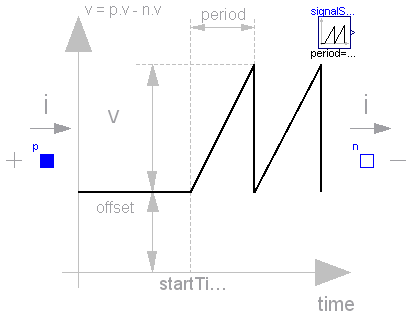 v = p.v - n.v
period
signalS...
period=...
i
i
v
p
n
+
−
offset
startTi...
time